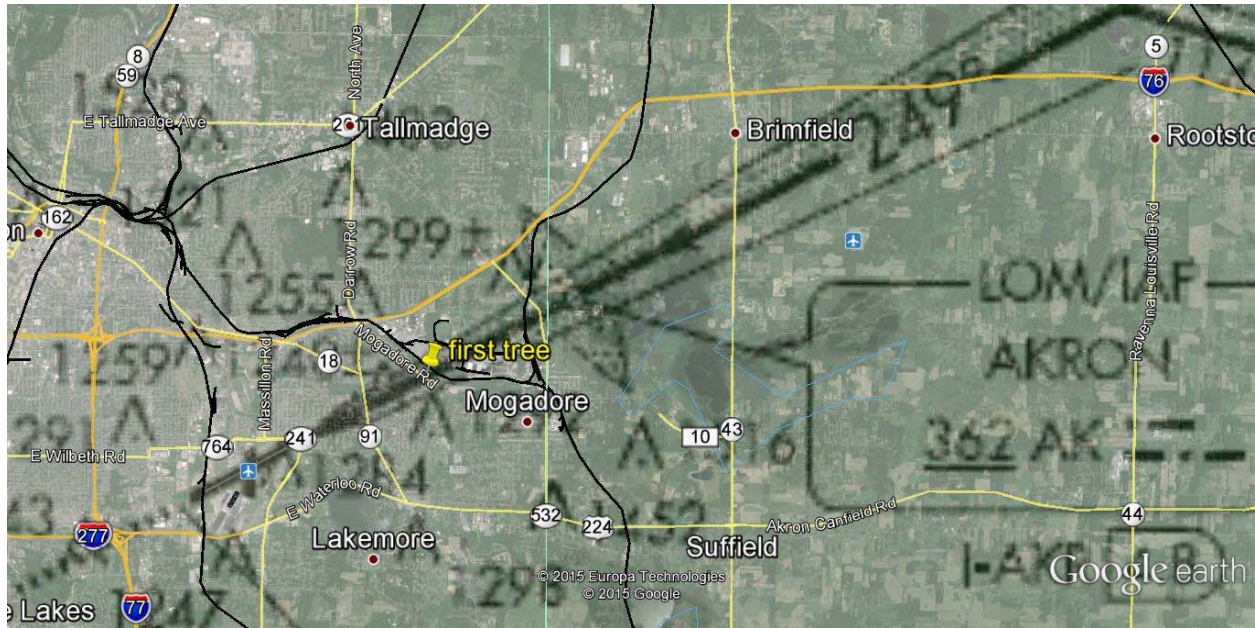 8
59
North Ave
5
76
E Tallmadge Ave
261
Tallmadge
Brimfield
249°
Rootsto
162
on
1299±
Darrow Rd
1255
LOM/IAF
Ravenna Louisville Rd
1259
Massillon Rd
18
Mogadore Rd
first tree
AKRON
Mogadore
764
241
91
10
43
362 AK
E Wilbeth Rd
1264
E Waterloo Rd
532
224
Akron Canfield Rd
44
277
Lakemore
Suffield
© 2015 Europa Technologies
© 2015 Google
Google earth
e Lakes
77